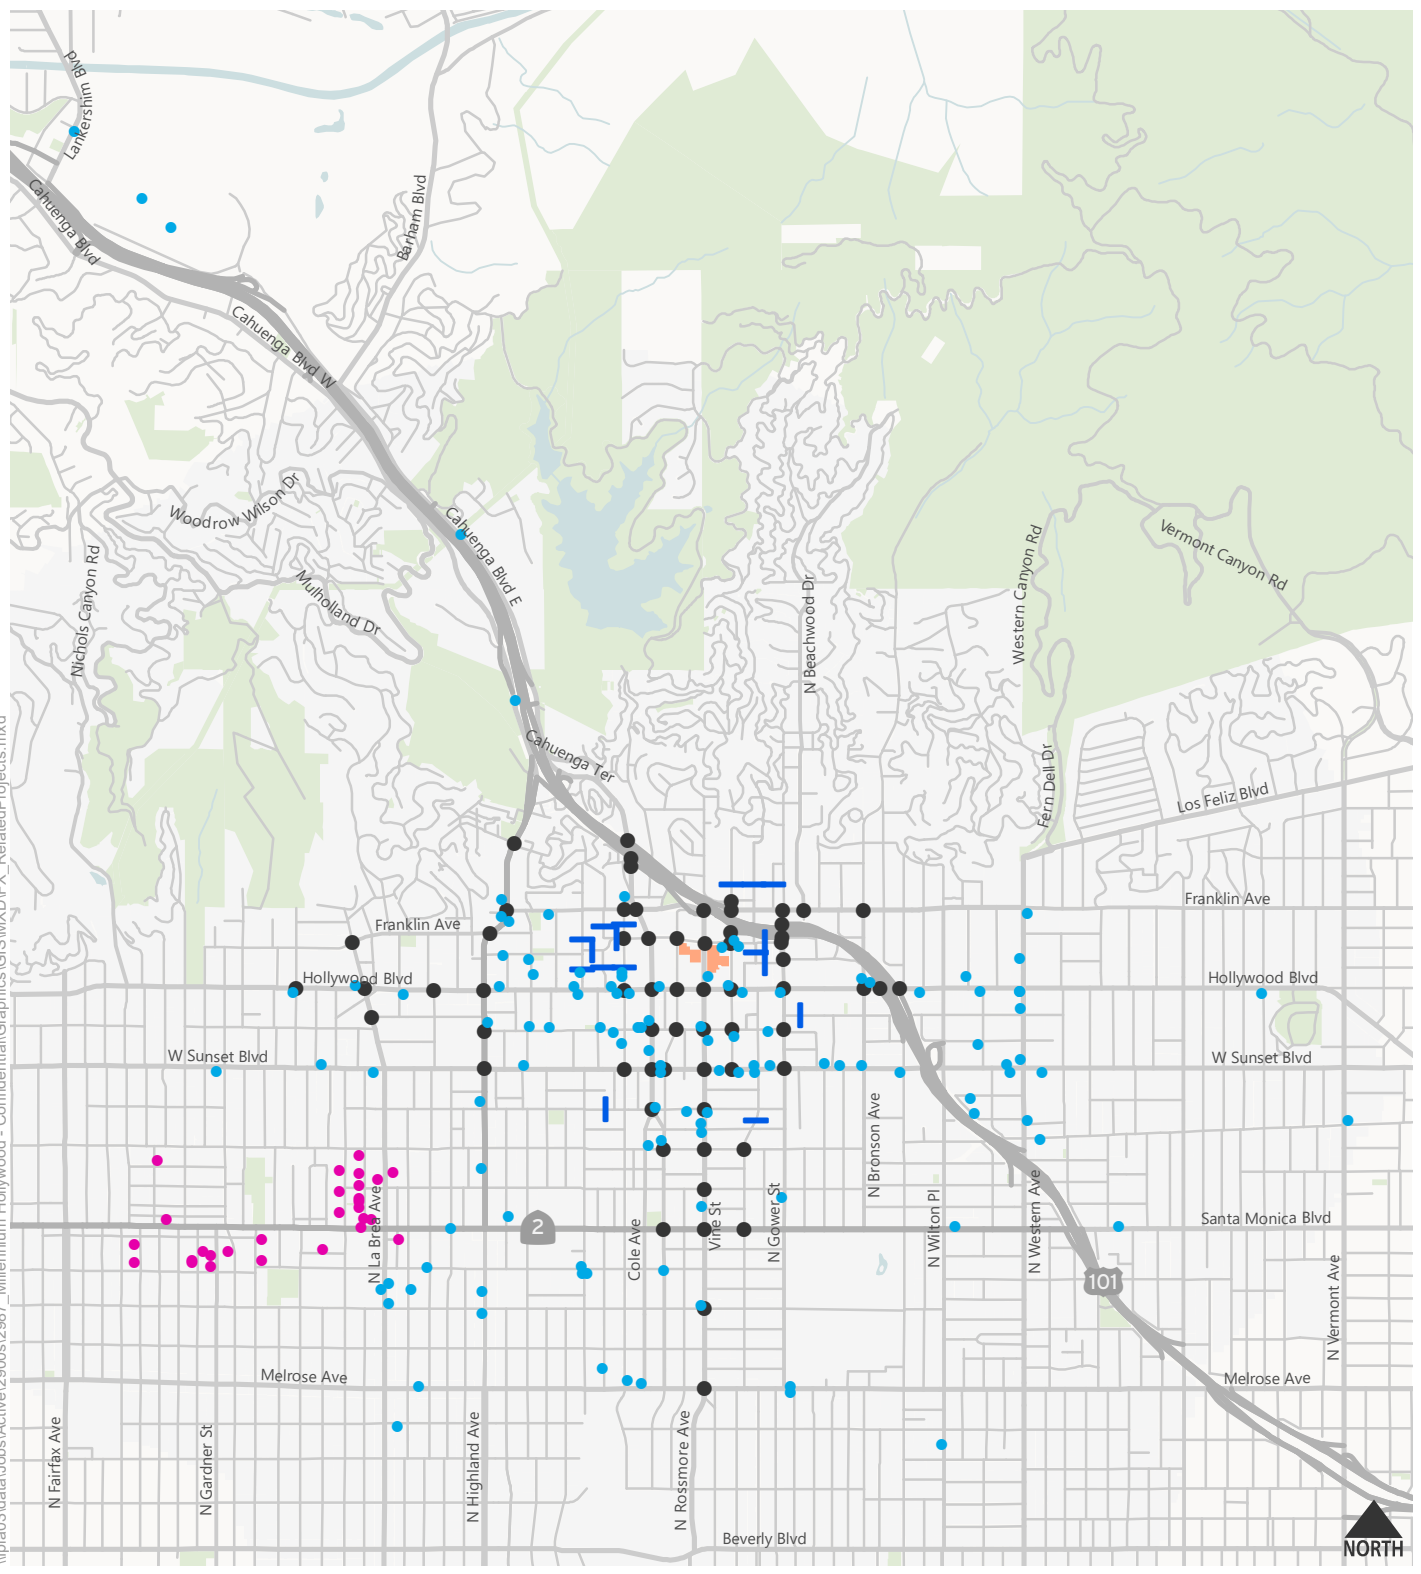 Lankershim Blvd
Cahuenga Blvd
Barham Blvd
Cahuenga Blvd W
Woodrow Wilson Dr
Cahuenga Blvd E
Mulholland Dr
Nichols Canyon Rd
N Beachwood Dr
Western Canyon Rd
Vermont Canyon Rd
Cahuenga Ter
Fern Dell Dr
Los Feliz Blvd
Franklin Ave
Franklin Ave
Hollywood Blvd
Hollywood Blvd
W Sunset Blvd
W Sunset Blvd
N Bronson Ave
N La Brea Ave
2
Cole Ave
Vine St
N Gower St
N Wilton Pl
N Western Ave
Santa Monica Blvd
101
N Vermont Ave
Melrose Ave
Melrose Ave
N Fairfax Ave
N Gardner St
N Highland Ave
N Rossmore Ave
Beverly Blvd
NORTH